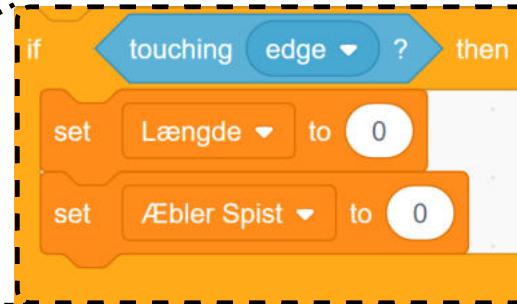 if touching edge ? then
set Længde to 0
set Æbler Spist to 0